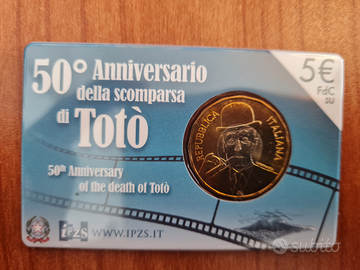 50° Anniversario
della scomparsa
di Totò
50th Anniversary
of the death of Totò
5€
FdC
SU
REPUBBLICA ITALIANA
IPZS WWW.IPZS.IT
subito